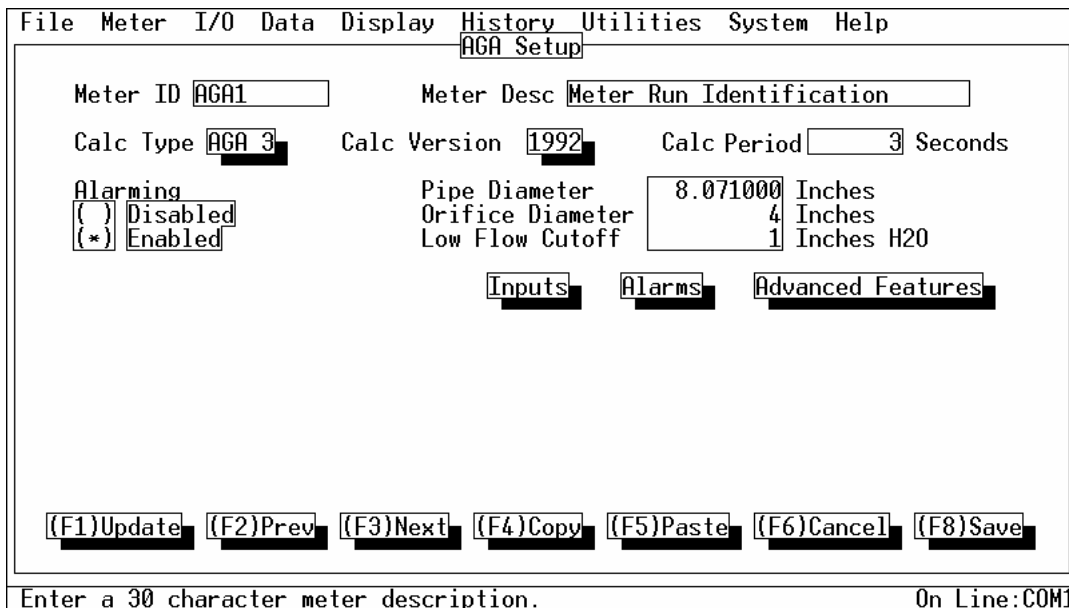 File Meter I/O Data Display History Utilities System Help
AGA Setup
Meter ID AGA1 Meter Desc Meter Run Identification
Calc Type AGA 3 Calc Version 1992 Calc Period 3 Seconds
Alarming Pipe Diameter 8.071000 Inches
( ) Disabled Orifice Diameter 4 Inches
(*) Enabled Low Flow Cutoff 1 Inches H2O
Inputs Alarms Advanced Features
(F1)Update (F2)Prev (F3)Next (F4)Copy (F5)Paste (F6)Cancel (F8)Save
Enter a 30 character meter description. On Line:COM1